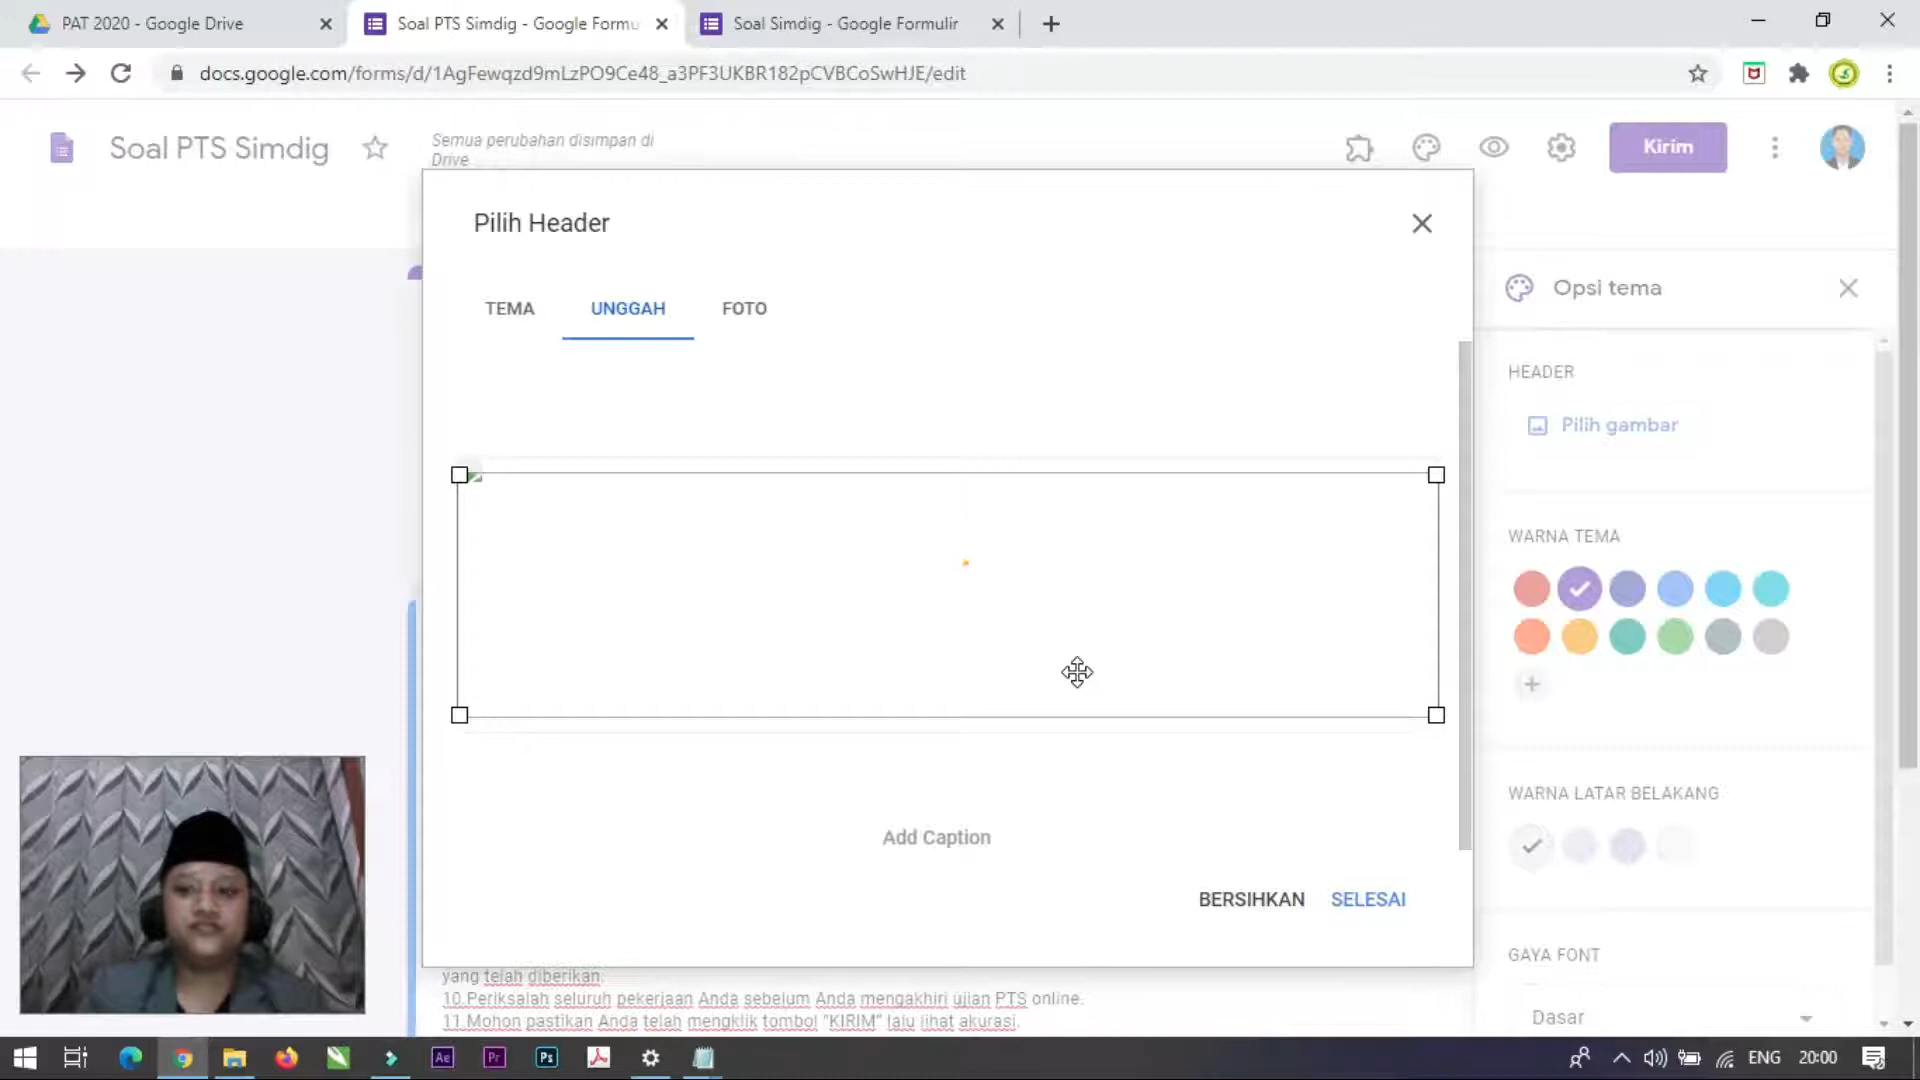 PAT 2020 - Google Drive
Soal PTS Simdig - Google Formu
Soal Simdig - Google Formulir
docs.google.com/forms/d/1AgFewqzd9mLzPO9Ce48_a3PF3UKBR182pCVBCoSwHJE/edit
Soal PTS Simdig
Semua perubahan disimpan di
Drive
Kirim
Pilih Header
TEMA
UNGGAH
FOTO
Opsi tema
HEADER
Pilih gambar
WARNA TEMA
WARNA LATAR BELAKANG
Add Caption
BERSIHKAN
SELESAI
GAYA FONT
Dasar
yang telah diberikan.
10.Periksalah seluruh pekerjaan Anda sebelum Anda mengakhiri ujian PTS online.
11.Mohon pastikan Anda telah mengklik tombol "KIRIM" lalu lihat akurasi.
Ae
Pr
Ps
ENG
20:00